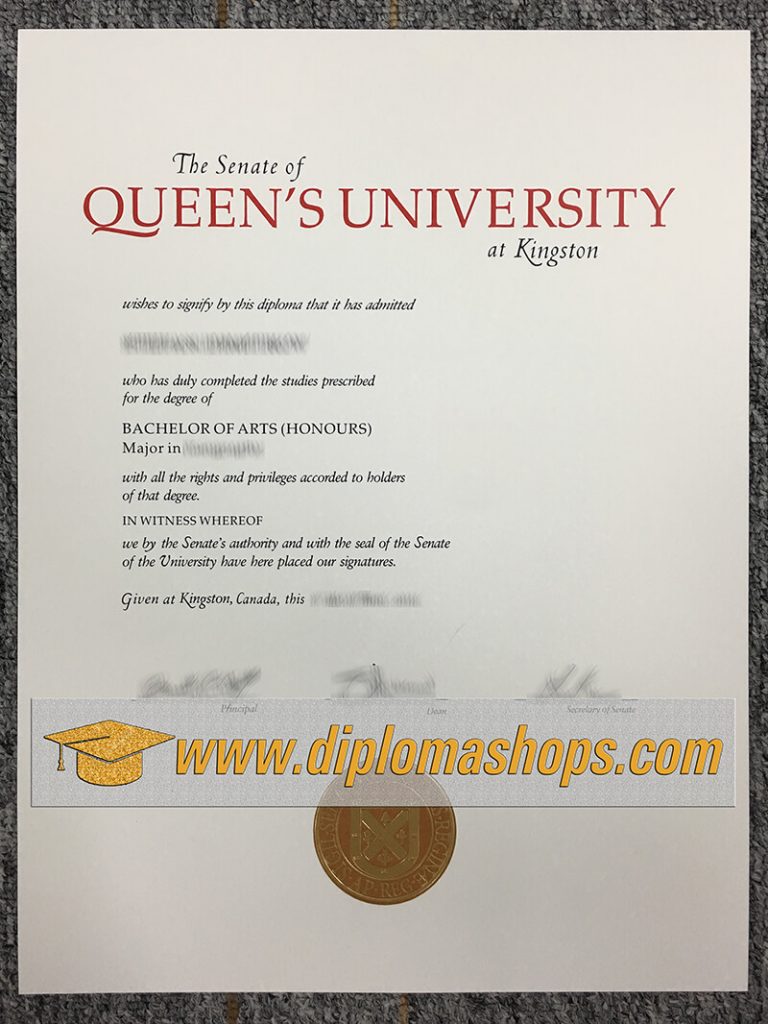 The Senate of
QUEEN'S UNIVERSITY
at Kingston
wishes to signify by this diploma that it has admitted
who has duly completed the studies prescribed
for the degree of
BACHELOR OF ARTS (HONOURS)
Major in
with all the rights and privileges accorded to holders
of that degree.
IN WITNESS WHEREOF
we by the Senate's authority and with the seal of the Senate
of the University have here placed our signatures.
Given at Kingston, Canada, this
Principal
Dean
Secretary of Senate
www.diplomashops.com